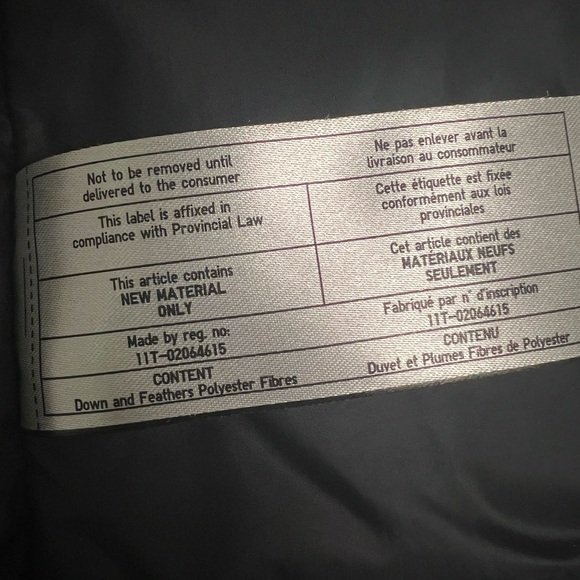 Not to be removed until
delivered to the consumer
Ne pas enlever avant la
livraison au consommateur
This label is affixed in
compliance with Provincial Law
Cette étiquette est fixée
conformément aux lois
provinciales
This article contains
NEW MATERIAL
ONLY
Cet article contient des
MATÉRIAUX NEUFS
SEULEMENT
Made by reg. no:
11T-02064615
Fabriqué par n° d'inscription
11T-02064615
CONTENT
Down and Feathers Polyester Fibres
CONTENU
Duvet et Plumes Fibres de Polyester